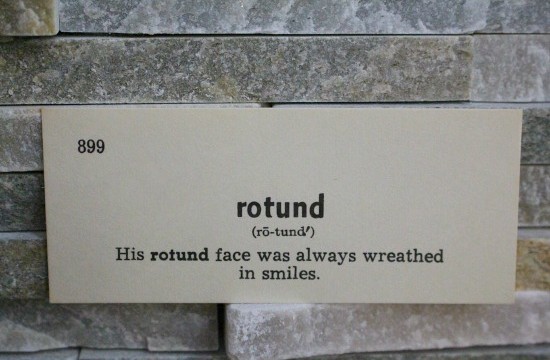 899
rotund
(rō-tund′)
His rotund face was always wreathed
in smiles.